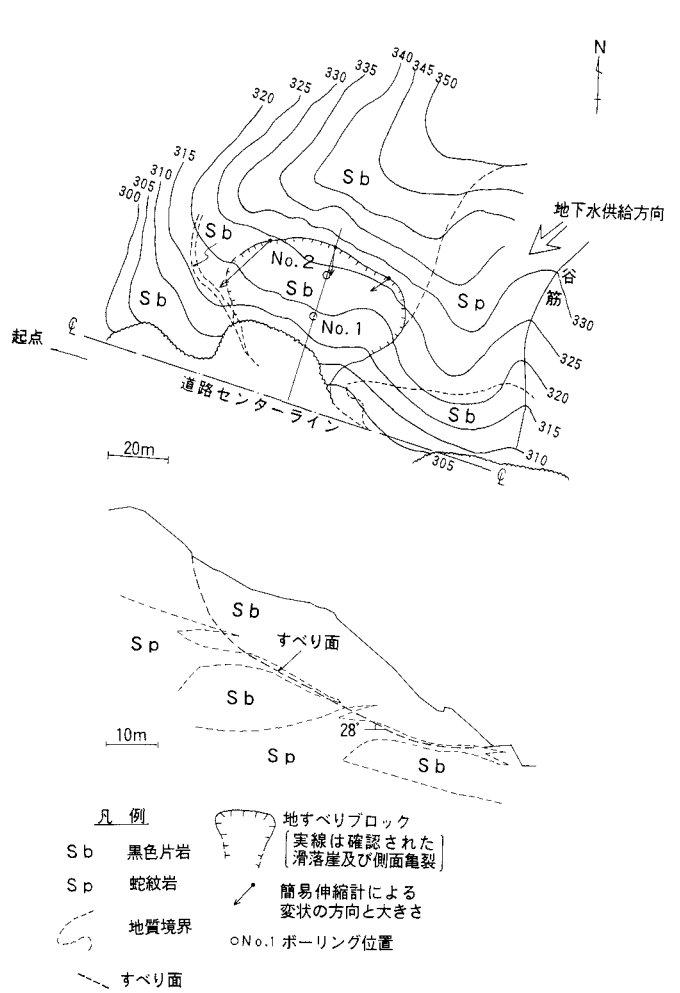 N
340
345
350
335
330
325
320
315
310
305
300
Sb
地下水供給方向
Sb
No.2
Sb
Sp
谷筋
Sb
No.1
330
起点
℄
325
320
道路センターライン
Sb
315
310
305
20m
℄
Sb
すべり面
Sp
Sb
10m
28°
Sp
Sb
凡 例
Sb 黒色片岩
Sp 蛇紋岩
地質境界
すべり面
地すべりブロック
[実線は確認された
滑落崖及び側面亀裂]
簡易伸縮計による
変状の方向と大きさ
○No.1 ボーリング位置